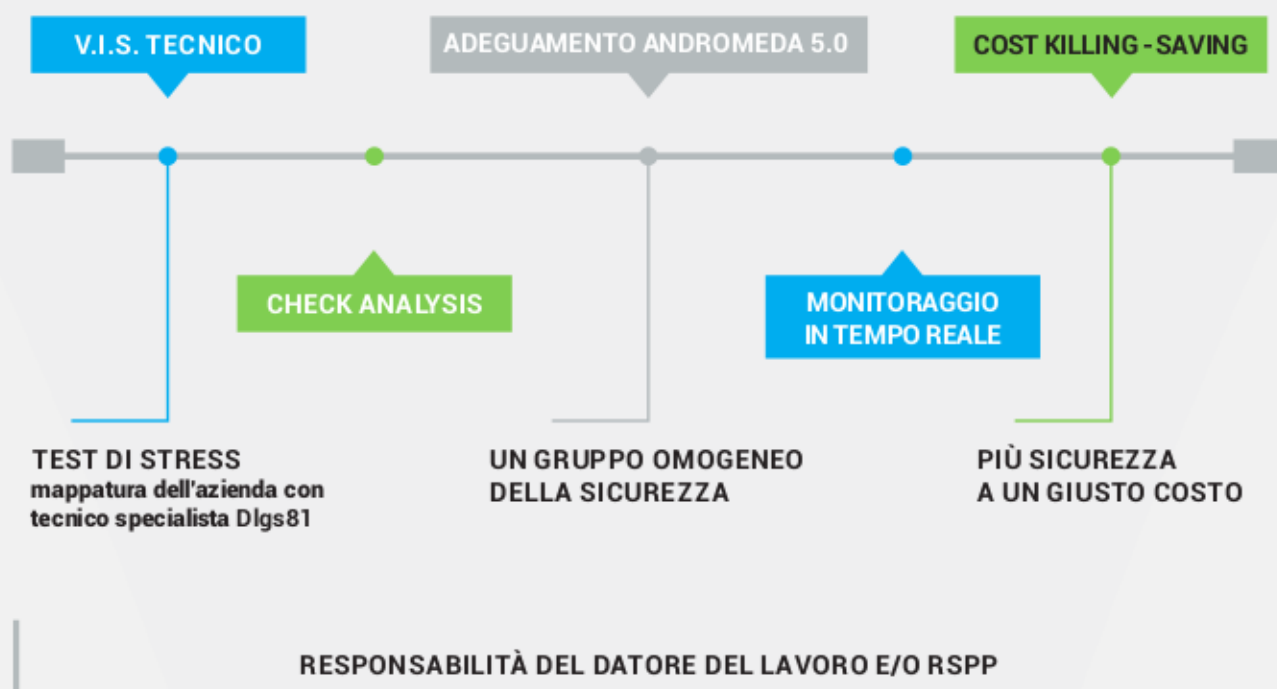 V.I.S. TECNICO
ADEGUAMENTO ANDROMEDA 5.0
COST KILLING - SAVING
CHECK ANALYSIS
MONITORAGGIO
IN TEMPO REALE
TEST DI STRESS
mappatura dell'azienda con
tecnico specialista Dlgs81
UN GRUPPO OMOGENEO
DELLA SICUREZZA
PIÙ SICUREZZA
A UN GIUSTO COSTO
RESPONSABILITÀ DEL DATORE DEL LAVORO E/O RSPP